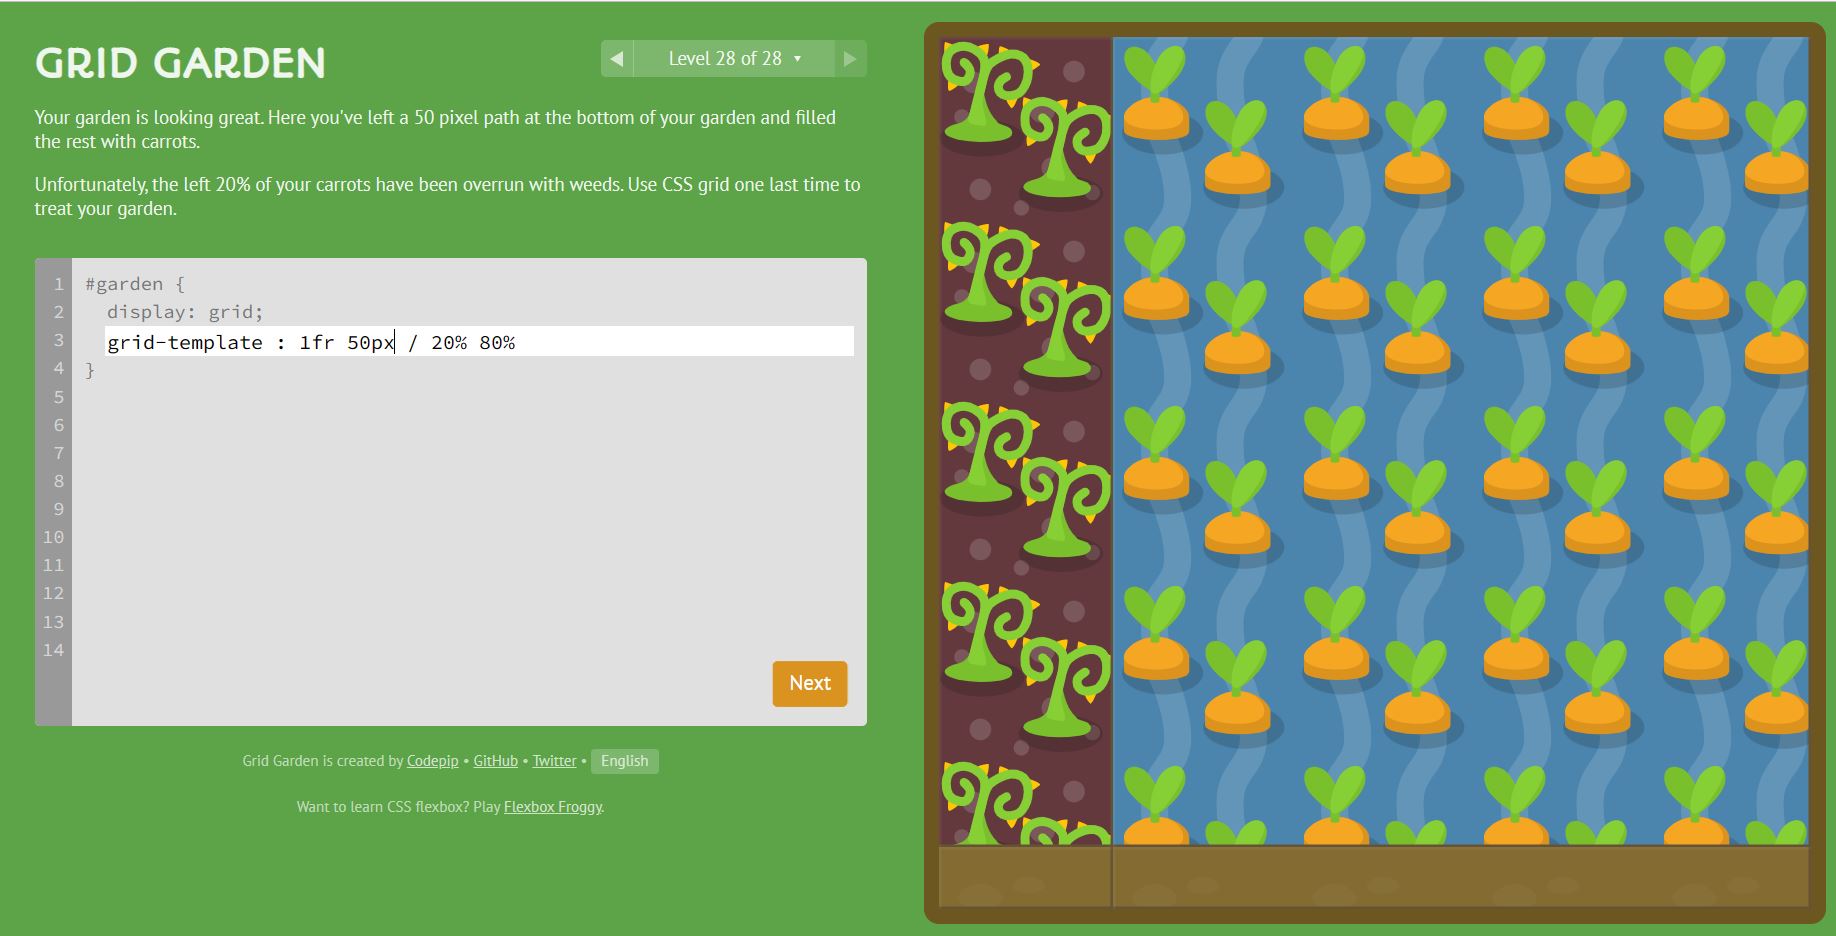 GRID GARDEN
◀ Level 28 of 28 ▾ ▶
Your garden is looking great. Here you've left a 50 pixel path at the bottom of your garden and filled
the rest with carrots.
Unfortunately, the left 20% of your carrots have been overrun with weeds. Use CSS grid one last time to
treat your garden.
1 #garden {
2 display: grid;
3 grid-template : 1fr 50px / 20% 80%
4 }
5
6
7
8
9
10
11
12
13
14
Next
Grid Garden is created by Codepip • GitHub • Twitter • English
Want to learn CSS flexbox? Play Flexbox Froggy.